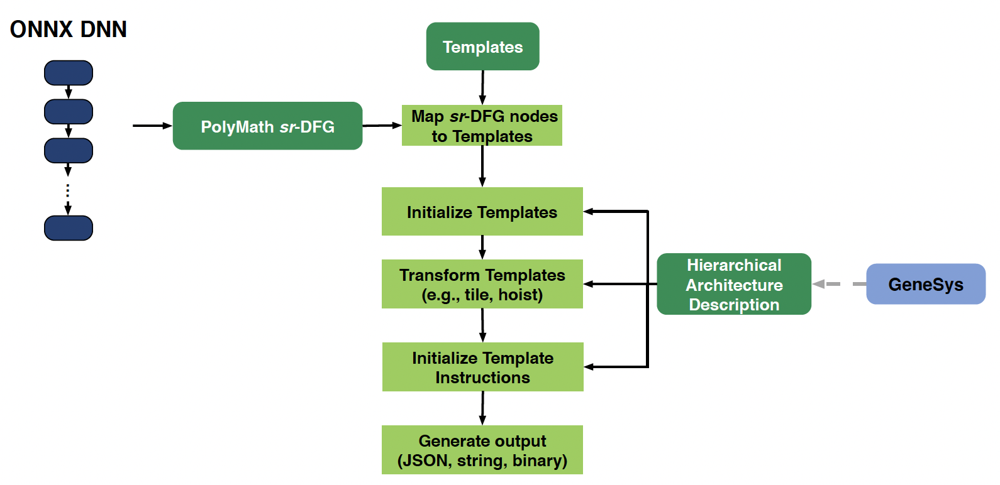 ONNX DNN
Templates
PolyMath sr-DFG
Map sr-DFG nodes
to Templates
Initialize Templates
Transform Templates
(e.g., tile, hoist)
Hierarchical
Architecture
Description
GeneSys
Initialize Template
Instructions
Generate output
(JSON, string, binary)